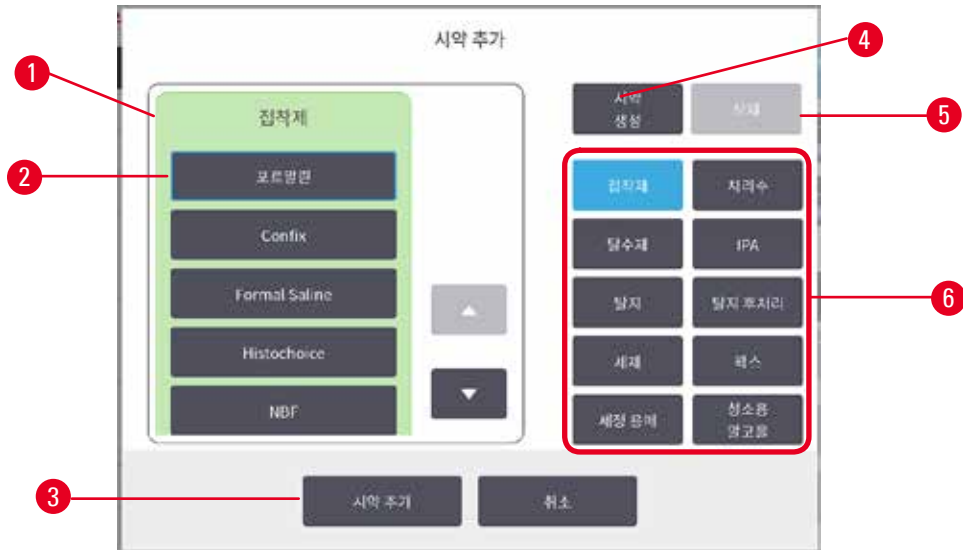 시약 추가
4
1
시약
생성
삭제
5
접착제
2
포르말린
접착제
처리수
Confix
탈수제
IPA
Formal Saline
탈지
탈지 후처리
6
Histochoice
세제
왁스
NBF
세정 용매
청소용
알코올
3
시약 추가
취소